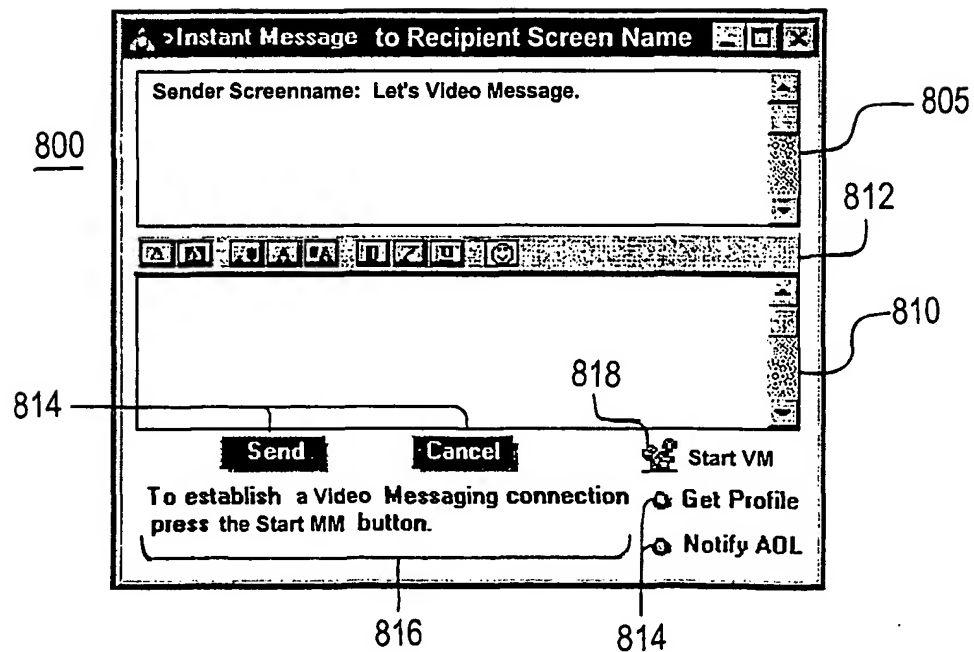 >Instant Message to Recipient Screen Name
Sender Screenname: Let's Video Message.
805
800
812
810
818
814
Send Cancel Start VM
To establish a Video Messaging connection
press the Start MM button.
Get Profile
Notify AOL
816
814